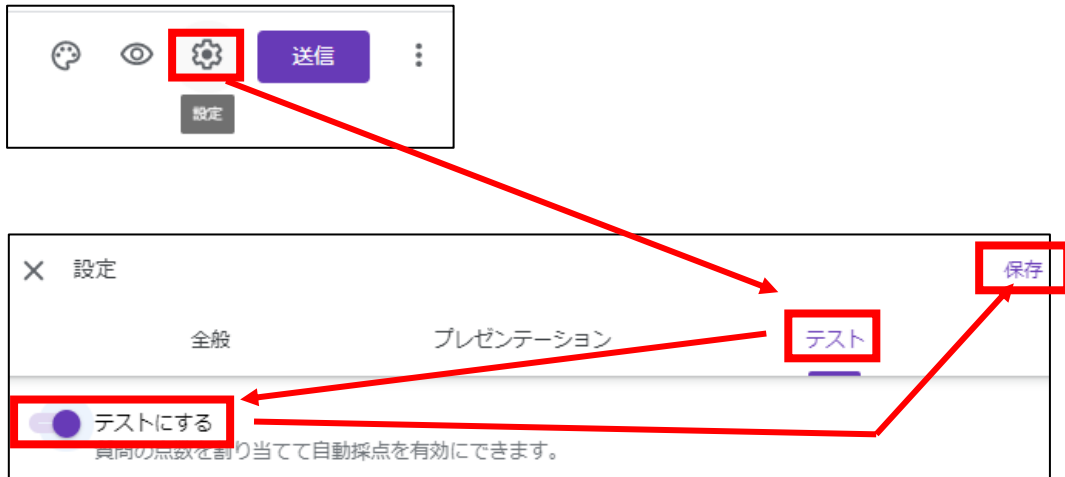 送信
設定
設定
保存
全般 プレゼンテーション テスト
テストにする
質問の点数を割り当てて自動採点を有効にできます。